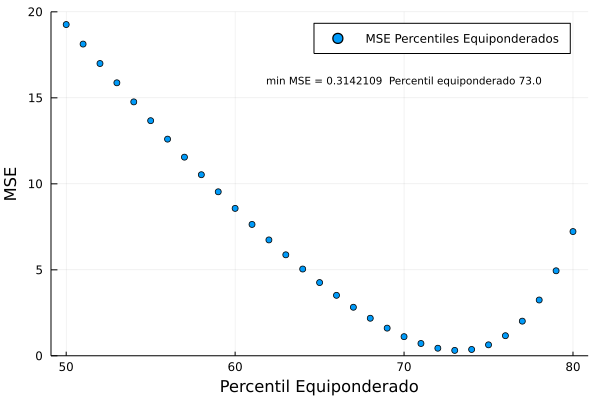 20
MSE Percentiles Equiponderados
min MSE = 0.3142109 Percentil equiponderado 73.0
15
10
MSE
5
0
50
60
70
80
Percentil Equiponderado